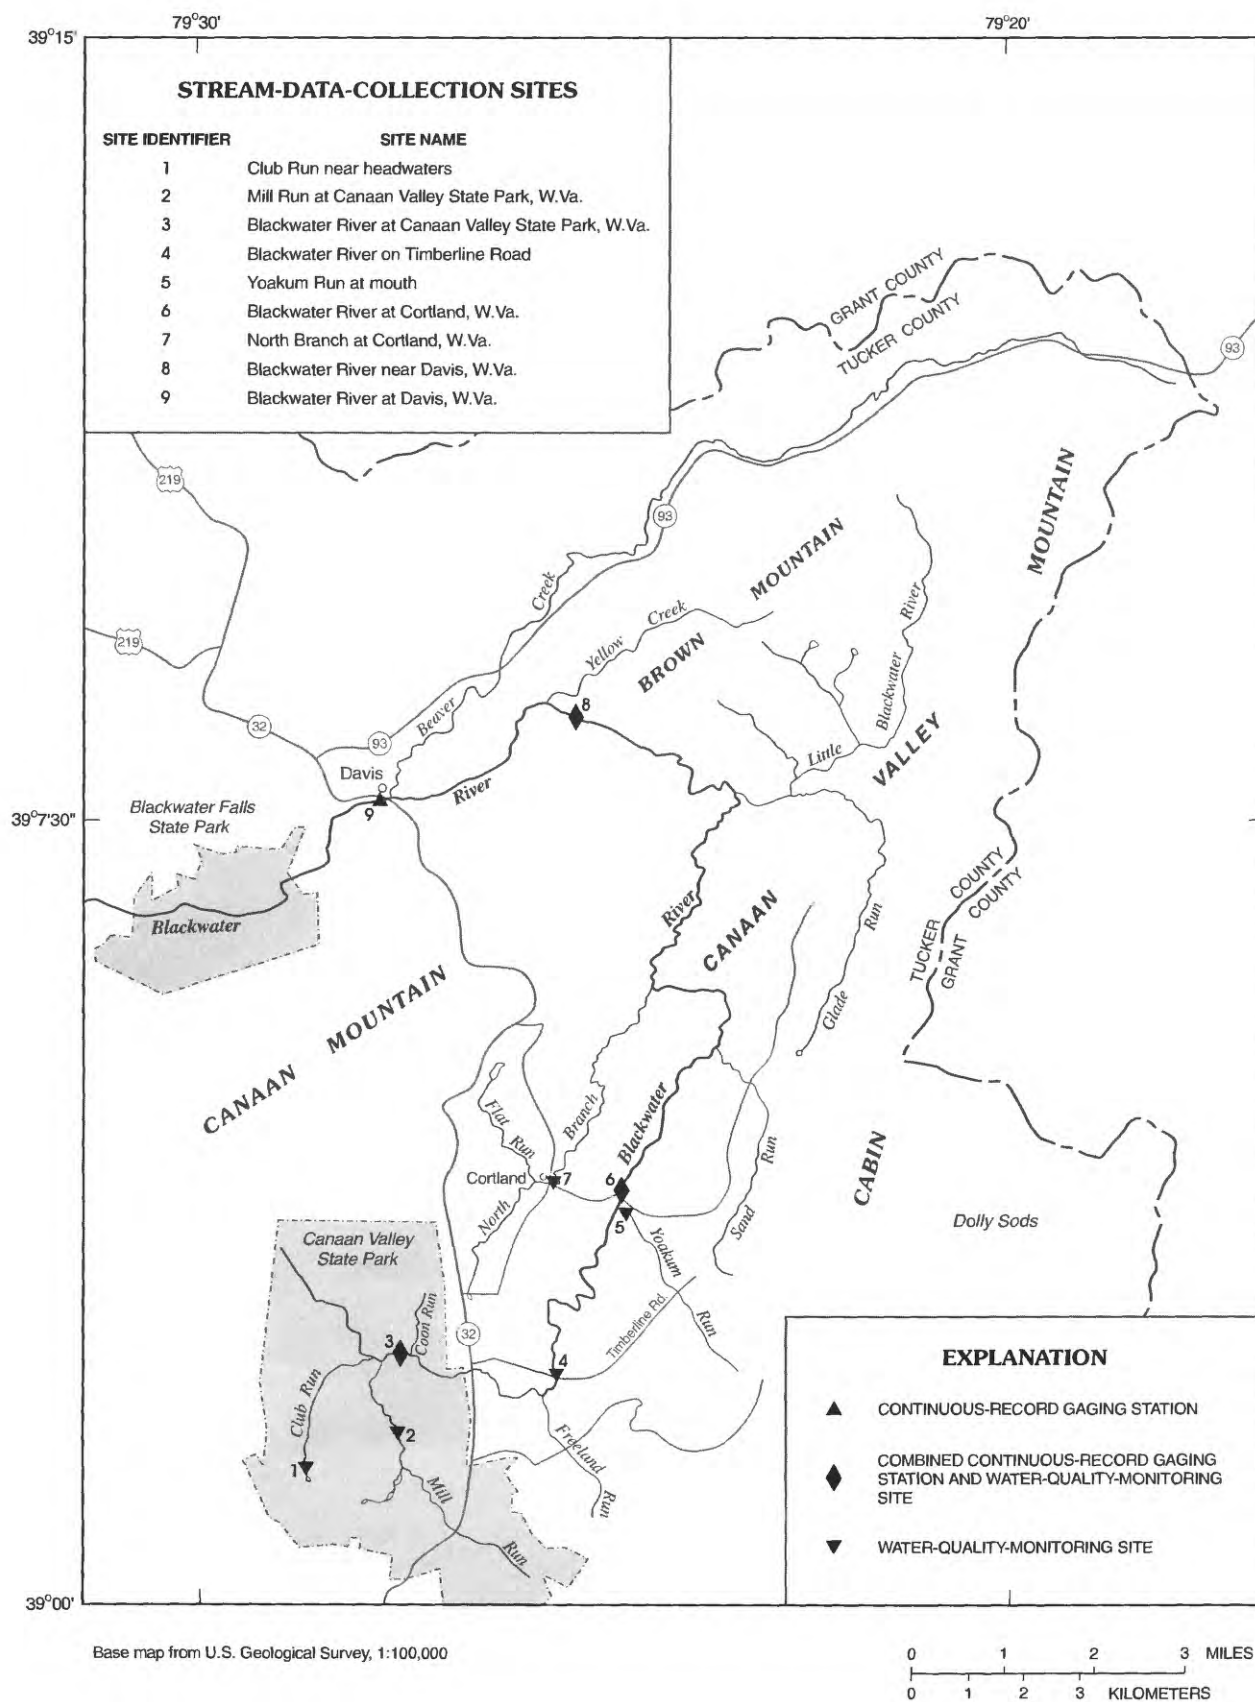 79°30'
79°20'
39°15'
STREAM-DATA-COLLECTION SITES
SITE IDENTIFIER SITE NAME
1 Club Run near headwaters
2 Mill Run at Canaan Valley State Park, W.Va.
3 Blackwater River at Canaan Valley State Park, W.Va.
4 Blackwater River on Timberline Road
5 Yoakum Run at mouth
6 Blackwater River at Cortland, W.Va.
7 North Branch at Cortland, W.Va.
8 Blackwater River near Davis, W.Va.
9 Blackwater River at Davis, W.Va.
GRANT COUNTY
TUCKER COUNTY
93
219
93
MOUNTAIN
MOUNTAIN
Creek
River
219
Creek
Yellow
BROWN
Blackwater
8
Beaver
32
93
VALLEY
Little
Davis
River
Blackwater Falls
State Park
9
39°7'30"
COUNTY
COUNTY
River
CANAAN
Run
Blackwater
TUCKER
GRANT
CANAAN MOUNTAIN
Glade
Flat
Run
Branch
Blackwater
Run
CABIN
Cortland
7
6
5
North
Sand
Dolly Sods
Yoakum
Canaan Valley
State Park
Coon Run
Timberline Rd.
Run
3
32
4
Club Run
2
1
Freeland
Run
Mill
Run
EXPLANATION
CONTINUOUS-RECORD GAGING STATION
COMBINED CONTINUOUS-RECORD GAGING
STATION AND WATER-QUALITY-MONITORING
SITE
WATER-QUALITY-MONITORING SITE
39°00'
Base map from U.S. Geological Survey, 1:100,000
0 1 2 3 MILES
0 1 2 3 KILOMETERS